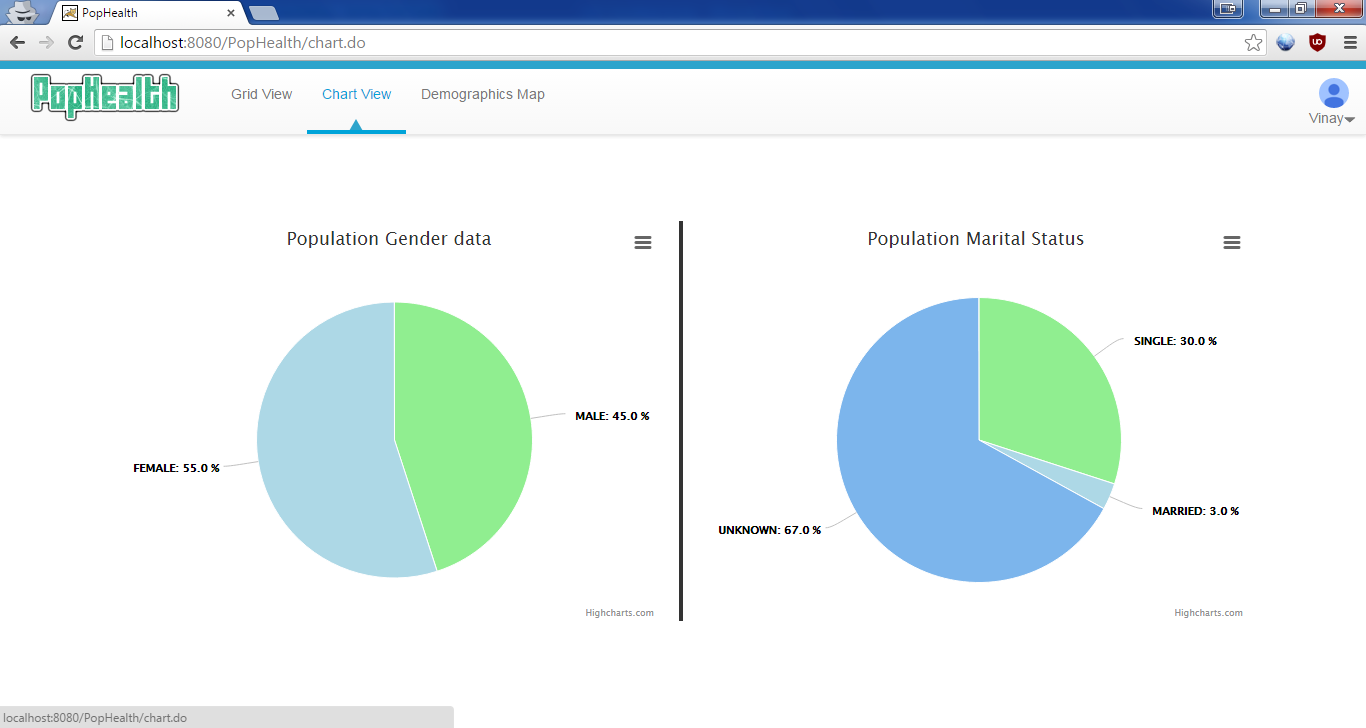 PopHealth
localhost:8080/PopHealth/chart.do
PopHealth
Grid View
Chart View
Demographics Map
Vinay
Population Gender data
MALE: 45.0 %
FEMALE: 55.0 %
Highcharts.com
Population Marital Status
SINGLE: 30.0 %
MARRIED: 3.0 %
UNKNOWN: 67.0 %
Highcharts.com
localhost:8080/PopHealth/chart.do